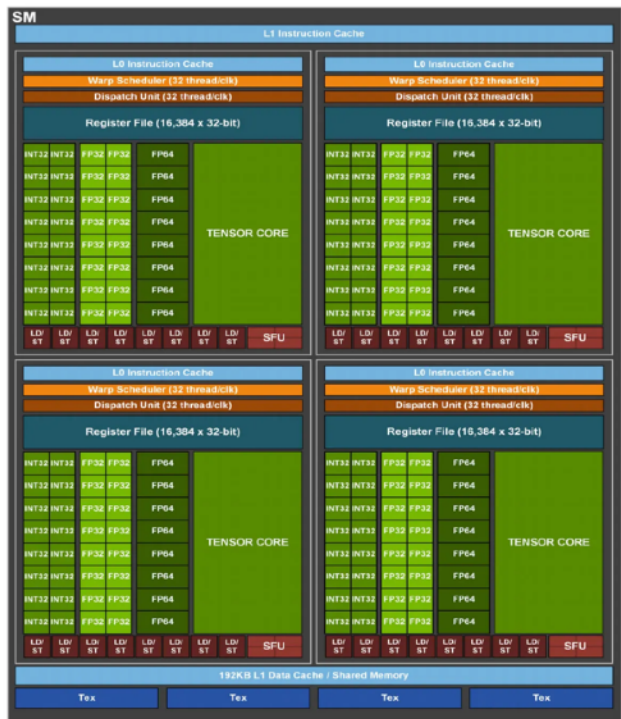 SM
L1 Instruction Cache
L0 Instruction Cache
Warp Scheduler (32 thread/clk)
Dispatch Unit (32 thread/clk)
Register File (16,384 x 32-bit)
INT32 INT32 FP32 FP32 FP64
INT32 INT32 FP32 FP32 FP64
INT32 INT32 FP32 FP32 FP64
INT32 INT32 FP32 FP32 FP64
TENSOR CORE
INT32 INT32 FP32 FP32 FP64
INT32 INT32 FP32 FP32 FP64
INT32 INT32 FP32 FP32 FP64
INT32 INT32 FP32 FP32 FP64
LD/ LD/ LD/ LD/ LD/ LD/ LD/ LD/
ST ST ST ST ST ST ST ST
SFU
L0 Instruction Cache
Warp Scheduler (32 thread/clk)
Dispatch Unit (32 thread/clk)
Register File (16,384 x 32-bit)
INT32 INT32 FP32 FP32 FP64
INT32 INT32 FP32 FP32 FP64
INT32 INT32 FP32 FP32 FP64
INT32 INT32 FP32 FP32 FP64
TENSOR CORE
INT32 INT32 FP32 FP32 FP64
INT32 INT32 FP32 FP32 FP64
INT32 INT32 FP32 FP32 FP64
INT32 INT32 FP32 FP32 FP64
LD/ LD/ LD/ LD/ LD/ LD/ LD/ LD/
ST ST ST ST ST ST ST ST
SFU
L0 Instruction Cache
Warp Scheduler (32 thread/clk)
Dispatch Unit (32 thread/clk)
Register File (16,384 x 32-bit)
INT32 INT32 FP32 FP32 FP64
INT32 INT32 FP32 FP32 FP64
INT32 INT32 FP32 FP32 FP64
INT32 INT32 FP32 FP32 FP64
TENSOR CORE
INT32 INT32 FP32 FP32 FP64
INT32 INT32 FP32 FP32 FP64
INT32 INT32 FP32 FP32 FP64
INT32 INT32 FP32 FP32 FP64
LD/ LD/ LD/ LD/ LD/ LD/ LD/ LD/
ST ST ST ST ST ST ST ST
SFU
L0 Instruction Cache
Warp Scheduler (32 thread/clk)
Dispatch Unit (32 thread/clk)
Register File (16,384 x 32-bit)
INT32 INT32 FP32 FP32 FP64
INT32 INT32 FP32 FP32 FP64
INT32 INT32 FP32 FP32 FP64
INT32 INT32 FP32 FP32 FP64
TENSOR CORE
INT32 INT32 FP32 FP32 FP64
INT32 INT32 FP32 FP32 FP64
INT32 INT32 FP32 FP32 FP64
INT32 INT32 FP32 FP32 FP64
LD/ LD/ LD/ LD/ LD/ LD/ LD/ LD/
ST ST ST ST ST ST ST ST
SFU
192KB L1 Data Cache / Shared Memory
Tex Tex Tex Tex